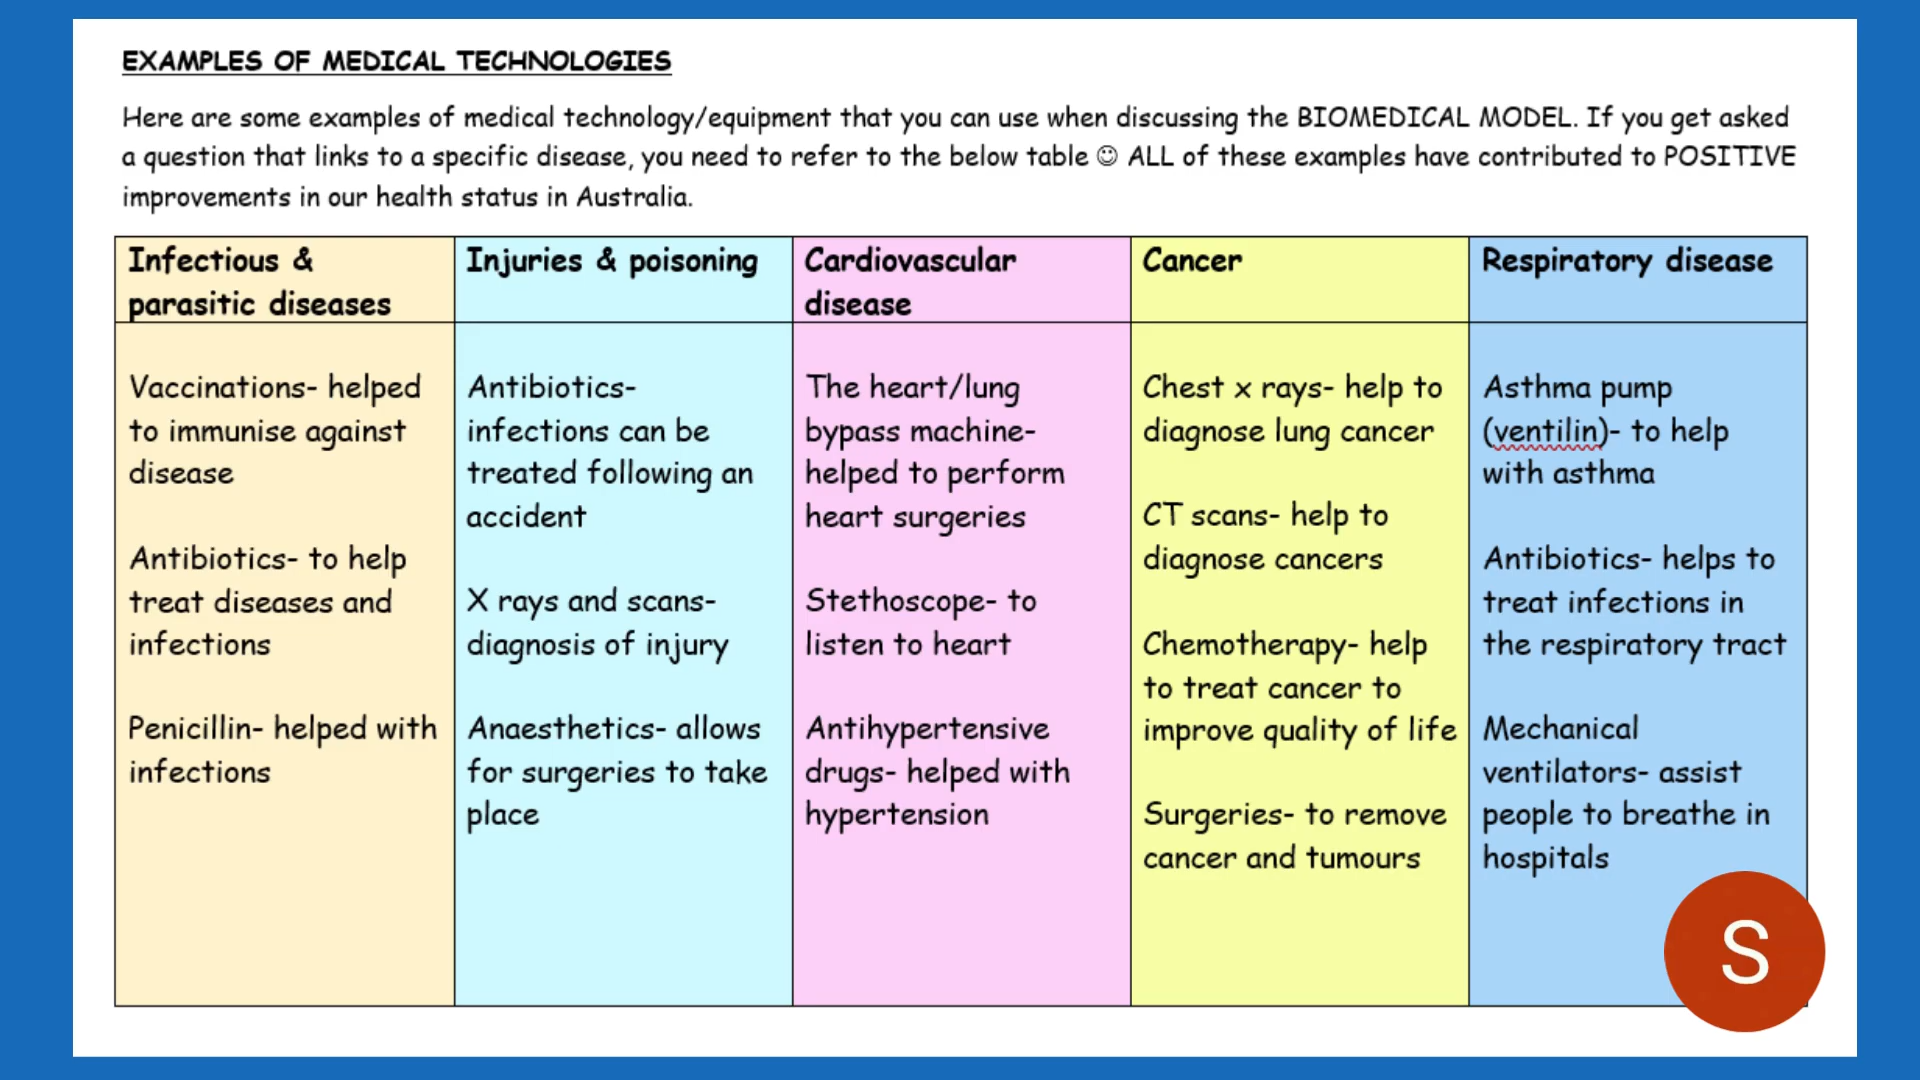 EXAMPLES OF MEDICAL TECHNOLOGIES
Here are some examples of medical technology/equipment that you can use when discussing the BIOMEDICAL MODEL. If you get asked
a question that links to a specific disease, you need to refer to the below table ☺ ALL of these examples have contributed to POSITIVE
improvements in our health status in Australia.
Infectious &
parasitic diseases
Injuries & poisoning
Cardiovascular
disease
Cancer
Respiratory disease
Vaccinations- helped
to immunise against
disease
Antibiotics- to help
treat diseases and
infections
Penicillin- helped with
infections
Antibiotics-
infections can be
treated following an
accident
X rays and scans-
diagnosis of injury
Anaesthetics- allows
for surgeries to take
place
The heart/lung
bypass machine-
helped to perform
heart surgeries
Stethoscope- to
listen to heart
Antihypertensive
drugs- helped with
hypertension
Chest x rays- help to
diagnose lung cancer
CT scans- help to
diagnose cancers
Chemotherapy- help
to treat cancer to
improve quality of life
Surgeries- to remove
cancer and tumours
Asthma pump
(ventilin)- to help
with asthma
Antibiotics- helps to
treat infections in
the respiratory tract
Mechanical
ventilators- assist
people to breathe in
hospitals
S